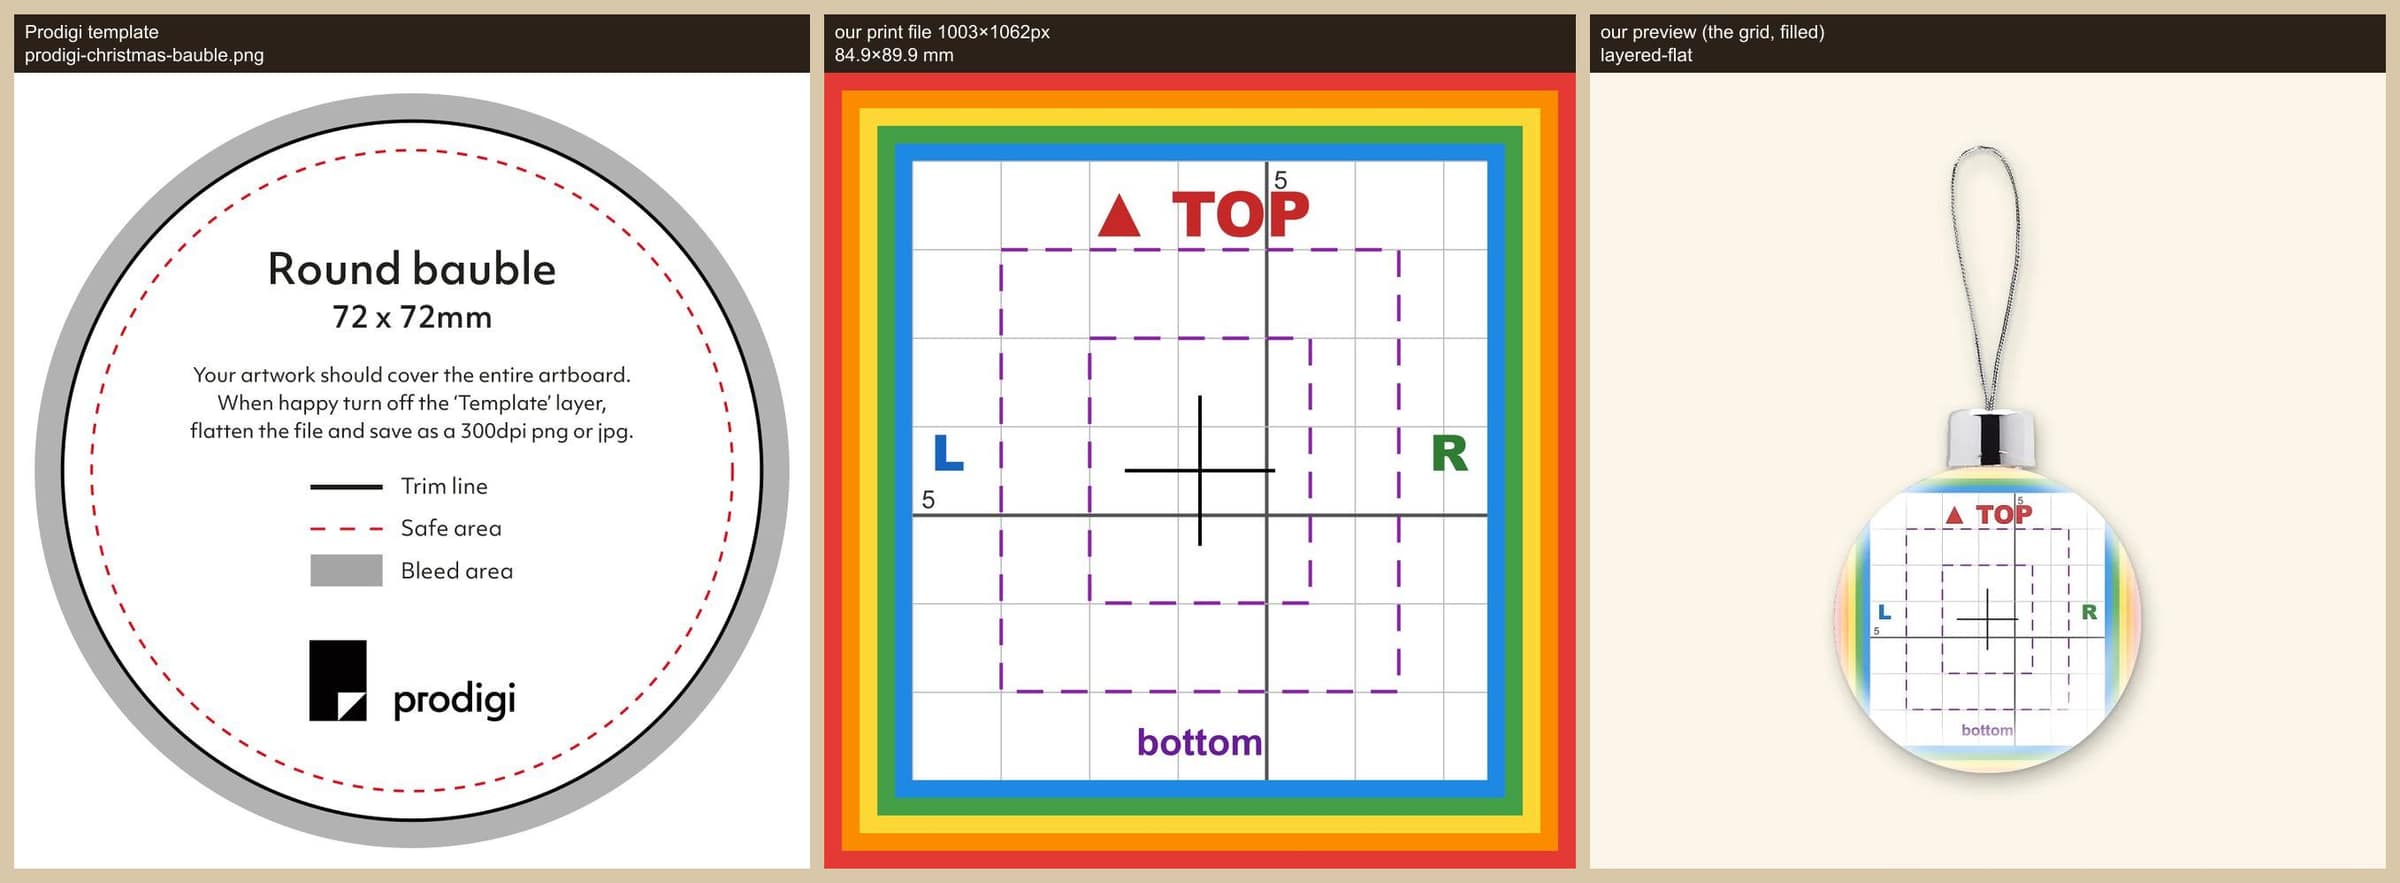 Prodigi template
prodigi-christmas-bauble.png
Round bauble
72 x 72mm
Your artwork should cover the entire artboard.
When happy turn off the ‘Template’ layer,
flatten the file and save as a 300dpi png or jpg.
Trim line
Safe area
Bleed area
prodigi
our print file 1003×1062px
84.9×89.9 mm
5
▲ TOP
L
R
5
bottom
our preview (the grid, filled)
layered-flat
5
▲ TOP
L
R
5
bottom